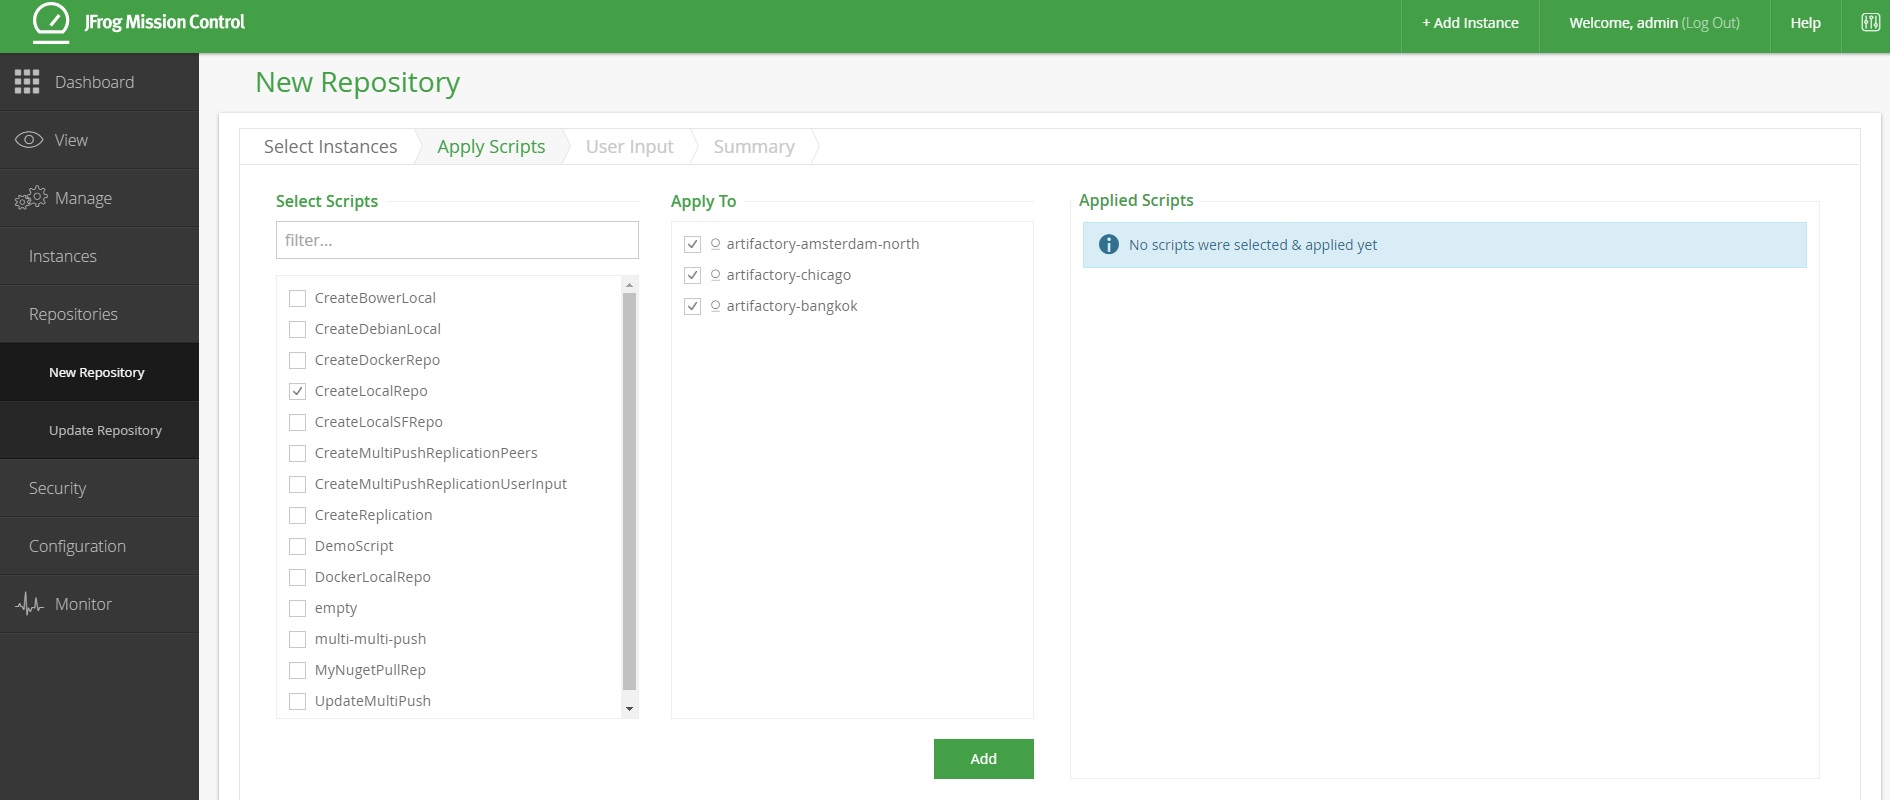 JFrog Mission Control
+ Add Instance
Welcome, admin (Log Out)
Help
Dashboard
View
Manage
Instances
Repositories
New Repository
Update Repository
Security
Configuration
Monitor
New Repository
Select Instances
Apply Scripts
User Input
Summary
Select Scripts
filter...
CreateBowerLocal
CreateDebianLocal
CreateDockerRepo
CreateLocalRepo
CreateLocalSFRepo
CreateMultiPushReplicationPeers
CreateMultiPushReplicationUserInput
CreateReplication
DemoScript
DockerLocalRepo
empty
multi-multi-push
MyNugetPullRep
UpdateMultiPush
Apply To
artifactory-amsterdam-north
artifactory-chicago
artifactory-bangkok
Add
Applied Scripts
No scripts were selected & applied yet